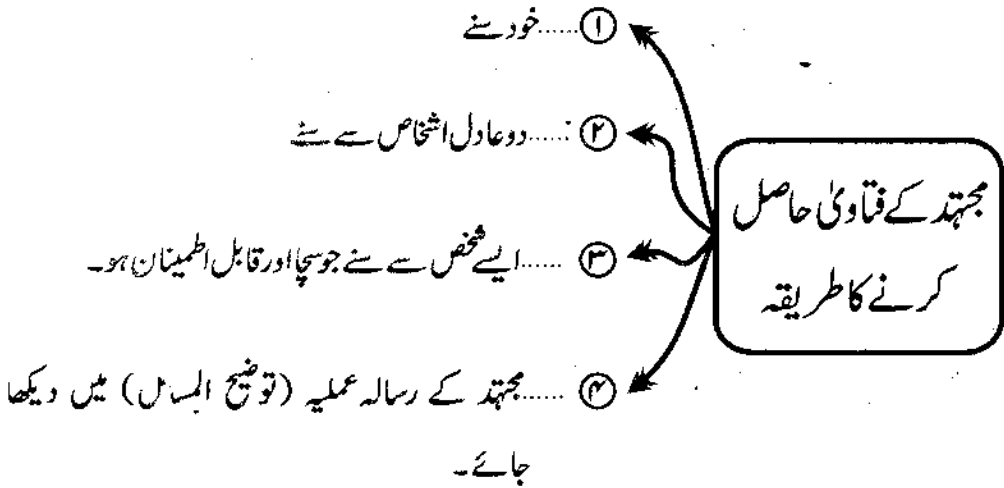 مجتہد کے فتاویٰ حاصل
کرنے کا طریقہ
①......خود سنے
②:.....دو عادل اشخاص سے سنے
③......ایسے شخص سے سنے جو سچا اور قابل اطمینان ہو۔
④......مجتہد کے رسالہ عملیہ (توضیح المسائل) میں دیکھا
جائے۔